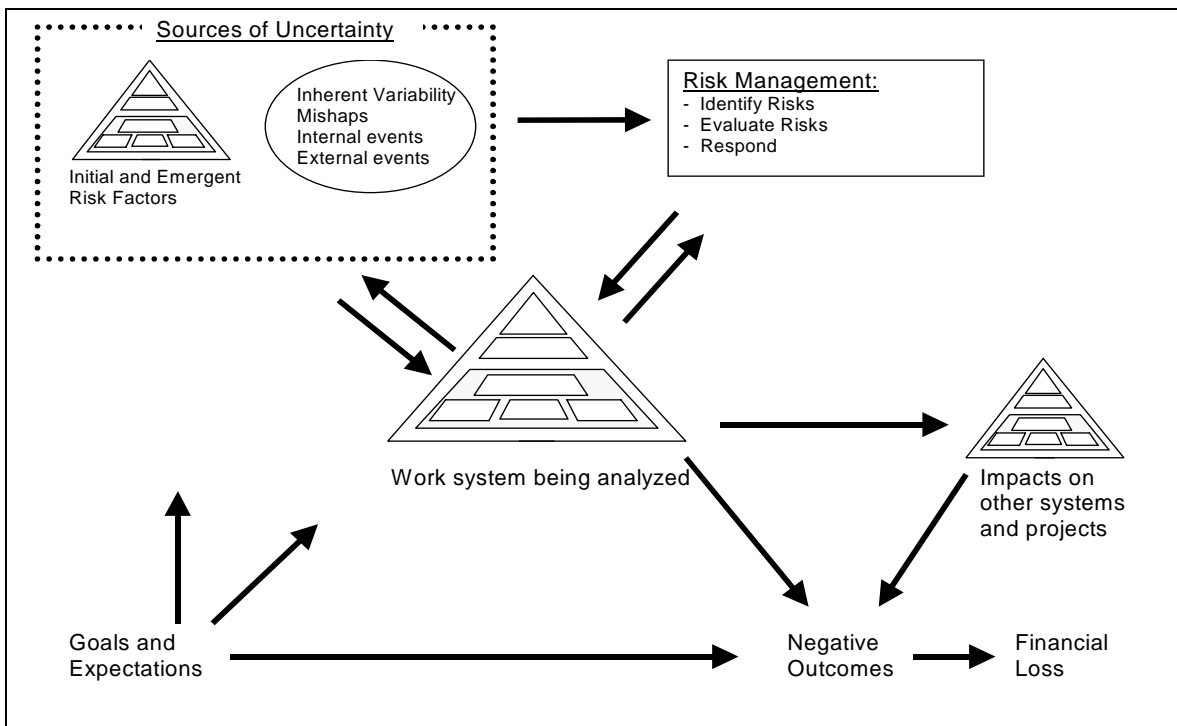 Sources of Uncertainty
Inherent Variability
Mishaps
Internal events
External events
Initial and Emergent
Risk Factors
Risk Management:
- Identify Risks
- Evaluate Risks
- Respond
Work system being analyzed
Impacts on
other systems
and projects
Goals and
Expectations
Negative
Outcomes
Financial
Loss